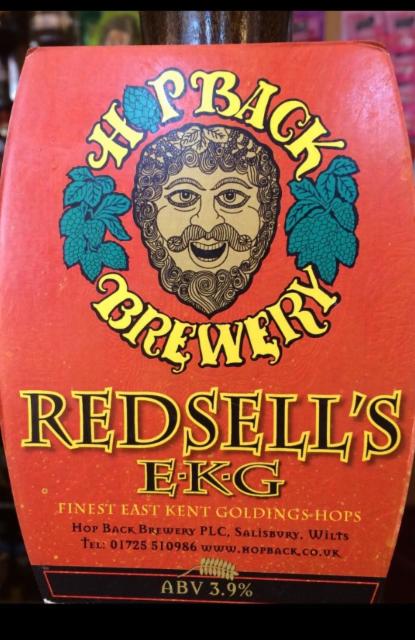 HOPBACK
BREWERY
REDSELL'S
E·K·G
FINEST EAST KENT GOLDINGS HOPS
HOP BACK BREWERY PLC, SALISBURY, WILTS
TEL: 01725 510986 WWW.HOPBACK.CO.UK
ABV 3.9%